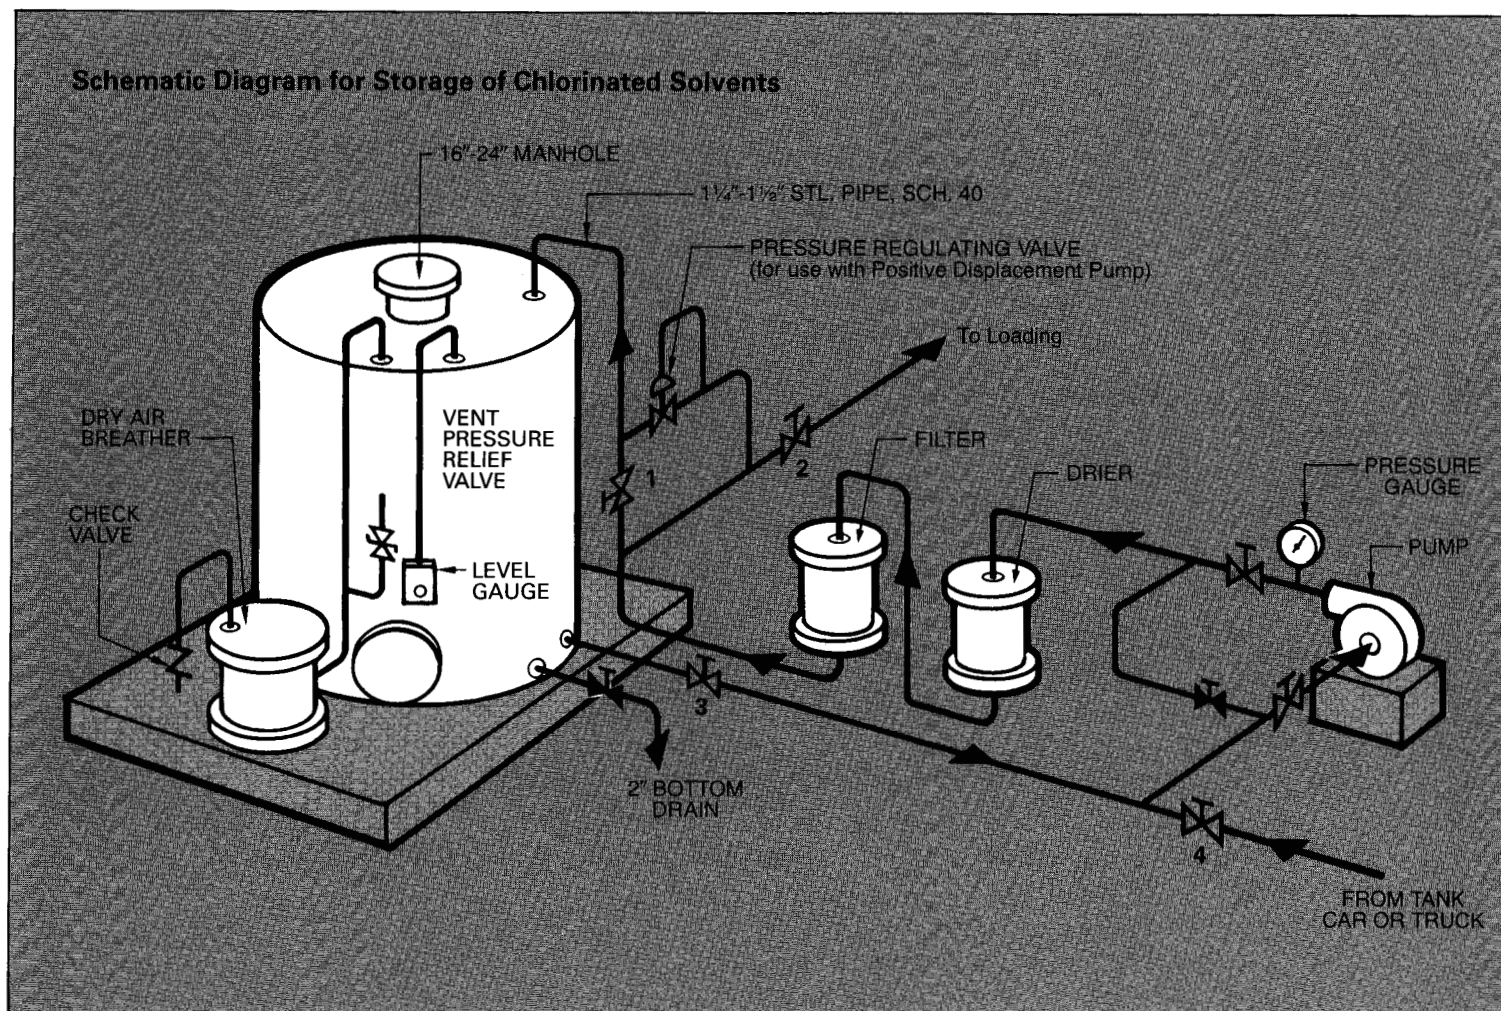 Schematic Diagram for Storage of Chlorinated Solvents
16"-24" MANHOLE
1¼"-1½" STL. PIPE, SCH. 40
PRESSURE REGULATING VALVE
(for use with Positive Displacement Pump)
To Loading
DRY AIR
BREATHER
VENT
PRESSURE
RELIEF
VALVE
FILTER
DRIER
PRESSURE
GAUGE
1
2
CHECK
VALVE
PUMP
LEVEL
GAUGE
3
2" BOTTOM
DRAIN
4
FROM TANK
CAR OR TRUCK